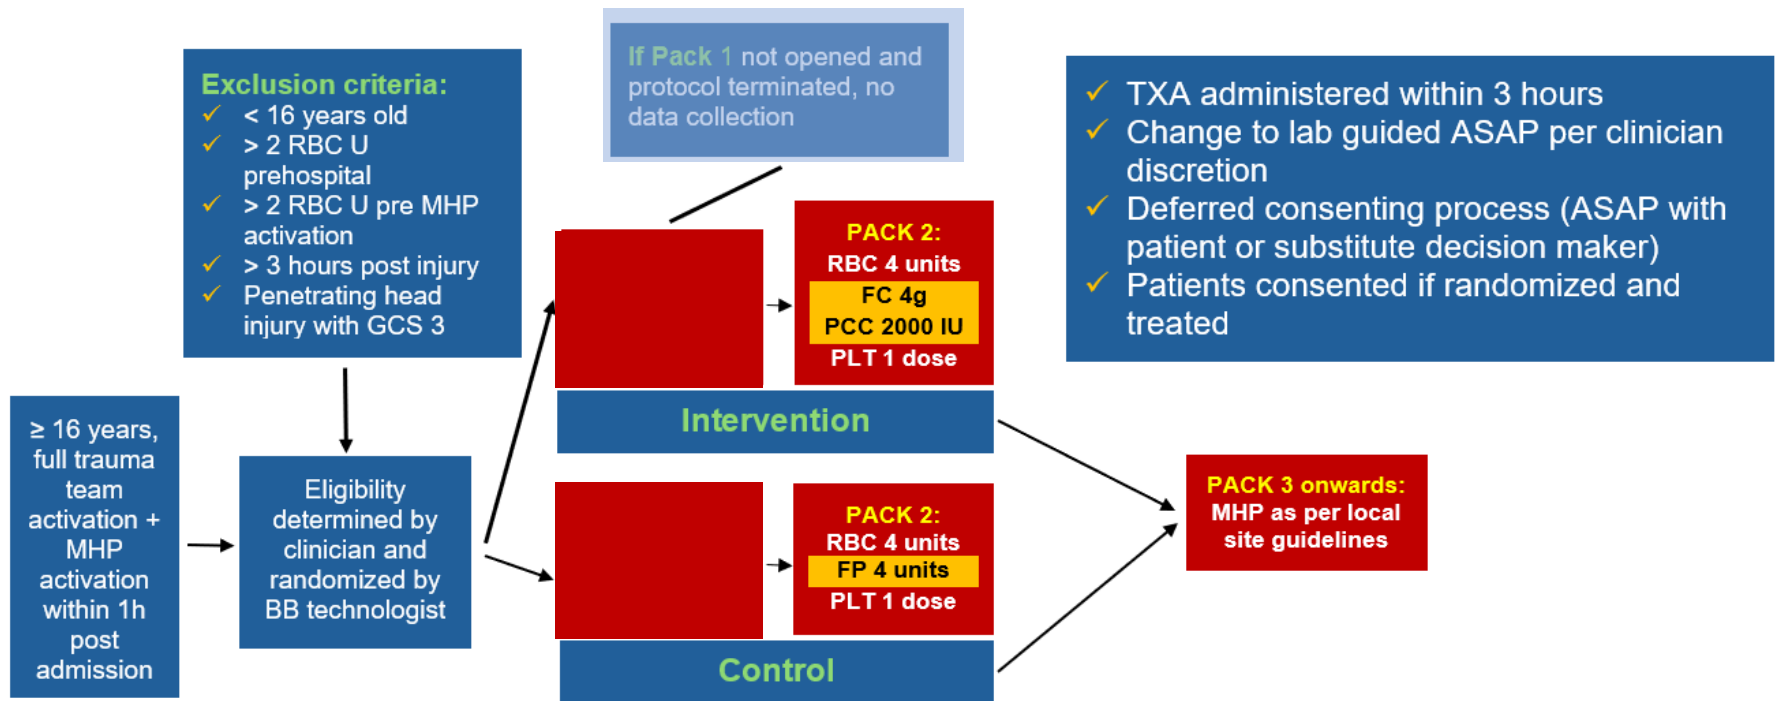 Exclusion criteria:
< 16 years old
> 2 RBC U
prehospital
> 2 RBC U pre MHP
activation
> 3 hours post injury
Penetrating head
injury with GCS 3
If Pack 1 not opened and
protocol terminated, no
data collection
TXA administered within 3 hours
Change to lab guided ASAP per clinician
discretion
Deferred consenting process (ASAP with
patient or substitute decision maker)
Patients consented if randomized and
treated
≥ 16 years,
full trauma
team
activation +
MHP
activation
within 1h
post
admission
Eligibility
determined by
clinician and
randomized by
BB technologist
PACK 2:
RBC 4 units
FC 4g
PCC 2000 IU
PLT 1 dose
Intervention
PACK 2:
RBC 4 units
FP 4 units
PLT 1 dose
Control
PACK 3 onwards:
MHP as per local
site guidelines